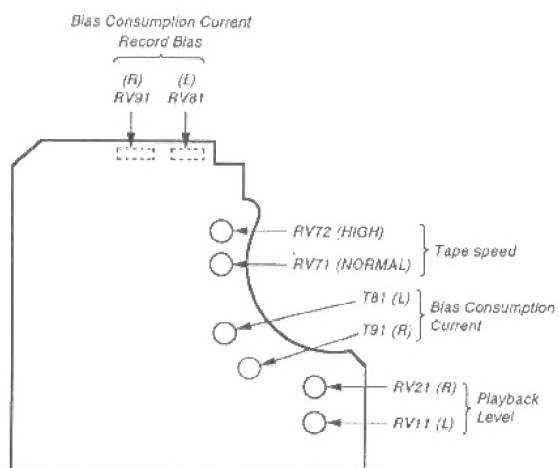 Bias Consumption Current
Record Bias
(R) (L)
RV91 RV81
RV72 (HIGH)
RV71 (NORMAL)
Tape speed
T81 (L)
T91 (R)
Bias Consumption
Current
RV21 (R)
RV11 (L)
Playback
Level